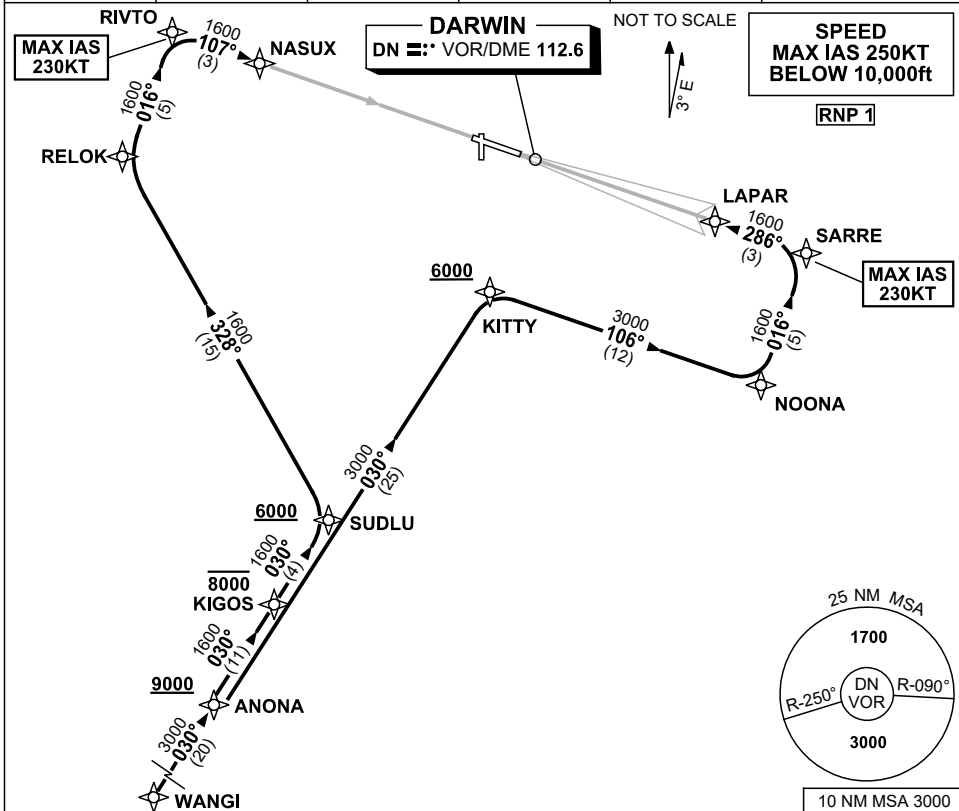 RIVTO
MAX IAS
230KT
1600
107°
(3)
NASUX
DARWIN
DN VOR/DME 112.6
NOT TO SCALE
3° E
SPEED
MAX IAS 250KT
BELOW 10,000ft
RNP 1
1600
016°
(5)
RELOK
LAPAR
1600
286°
(3)
SARRE
MAX IAS
230KT
6000
KITTY
1600
328°
(15)
3000
106°
(12)
1600
016°
(5)
NOONA
3000
030°
(25)
6000
SUDLU
1600
030°
(4)
8000
KIGOS
1600
030°
(11)
9000
ANONA
3000
030°
(20)
WANGI
25 NM MSA
1700
R-250°
DN
VOR
R-090°
3000
10 NM MSA 3000